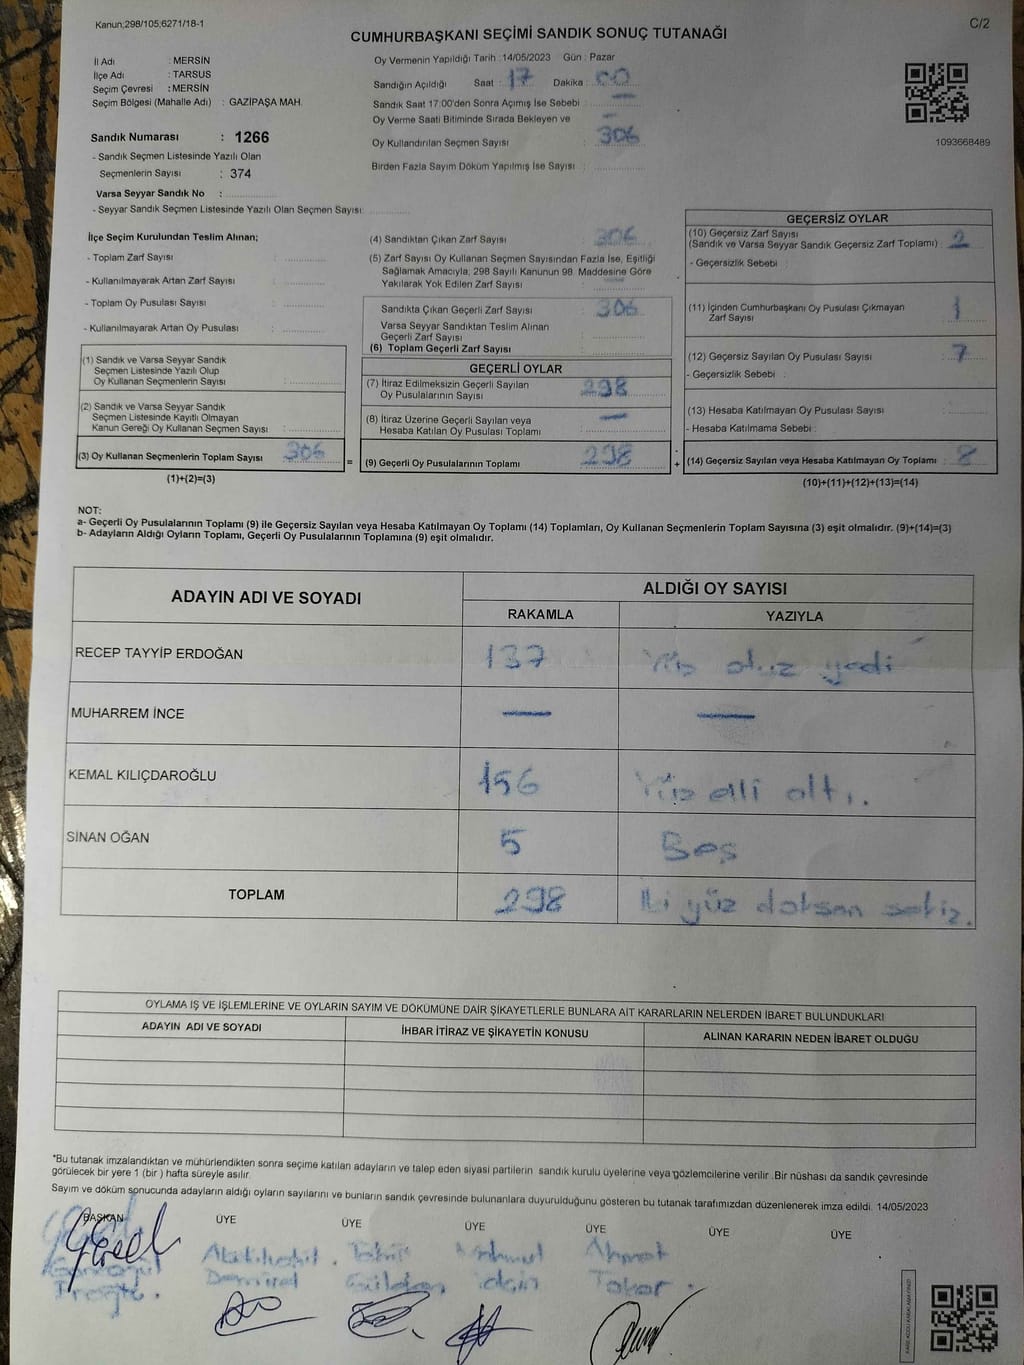 Kanun;298/105;6271/18-1
C/2
CUMHURBAŞKANI SEÇİMİ SANDIK SONUÇ TUTANAĞI
İl Adı : MERSİN
İlçe Adı : TARSUS
Seçim Çevresi : MERSİN
Seçim Bölgesi (Mahalle Adı) : GAZİPAŞA MAH.
Sandık Numarası : 1266
- Sandık Seçmen Listesinde Yazılı Olan
Seçmenlerin Sayısı : 374
Varsa Seyyar Sandık No :
- Seyyar Sandık Seçmen Listesinde Yazılı Olan Seçmen Sayısı:
Oy Vermenin Yapıldığı Tarih :14/05/2023 Gün : Pazar
Sandığın Açıldığı Saat : 17 Dakika : 00
Sandık Saat 17:00'den Sonra Açımış İse Sebebi : —
Oy Verme Saati Bitiminde Sırada Bekleyen ve —
Oy Kullandırılan Seçmen Sayısı : 306
Birden Fazla Sayım Döküm Yapılmış İse Sayısı :
1093668489
İlçe Seçim Kurulundan Teslim Alınan;
- Toplam Zarf Sayısı :
- Kullanılmayarak Artan Zarf Sayısı :
- Toplam Oy Pusulası Sayısı :
- Kullanılmayarak Artan Oy Pusulası :
(1) Sandık ve Varsa Seyyar Sandık
Seçmen Listesinde Yazılı Olup
Oy Kullanan Seçmenlerin Sayısı :
(2) Sandık ve Varsa Seyyar Sandık
Seçmen Listesinde Kayıtlı Olmayan
Kanun Gereği Oy Kullanan Seçmen Sayısı :
(3) Oy Kullanan Seçmenlerin Toplam Sayısı : 306 =
(1)+(2)=(3)
(4) Sandıktan Çıkan Zarf Sayısı : 306
(5) Zarf Sayısı Oy Kullanan Seçmen Sayısından Fazla İse, Eşitliği
Sağlamak Amacıyla, 298 Sayılı Kanunun 98. Maddesine Göre
Yakılarak Yok Edilen Zarf Sayısı : —
Sandıkta Çıkan Geçerli Zarf Sayısı : 306
Varsa Seyyar Sandıktan Teslim Alınan
Geçerli Zarf Sayısı :
(6) Toplam Geçerli Zarf Sayısı :
GEÇERLİ OYLAR
(7) İtiraz Edilmeksizin Geçerli Sayılan
Oy Pusulalarının Sayısı : 298
(8) İtiraz Üzerine Geçerli Sayılan veya
Hesaba Katılan Oy Pusulası Toplamı : —
(9) Geçerli Oy Pusulalarının Toplamı : 298 +
GEÇERSİZ OYLAR
(10) Geçersiz Zarf Sayısı
(Sandık ve Varsa Seyyar Sandık Geçersiz Zarf Toplamı) : 2
- Geçersizlik Sebebi :
(11) İçinden Cumhurbaşkanı Oy Pusulası Çıkmayan
Zarf Sayısı : 1
(12) Geçersiz Sayılan Oy Pusulası Sayısı : 7
- Geçersizlik Sebebi :
(13) Hesaba Katılmayan Oy Pusulası Sayısı :
- Hesaba Katılmama Sebebi :
(14) Geçersiz Sayılan veya Hesaba Katılmayan Oy Toplamı : 8
(10)+(11)+(12)+(13)=(14)
NOT:
a- Geçerli Oy Pusulalarının Toplamı (9) ile Geçersiz Sayılan veya Hesaba Katılmayan Oy Toplamı (14) Toplamları, Oy Kullanan Seçmenlerin Toplam Sayısına (3) eşit olmalıdır. (9)+(14)=(3)
b- Adayların Aldığı Oyların Toplamı, Geçerli Oy Pusulalarının Toplamına (9) eşit olmalıdır.
ADAYIN ADI VE SOYADI ALDIĞI OY SAYISI
RAKAMLA YAZIYLA
RECEP TAYYİP ERDOĞAN 137 Yüz otuz yedi
MUHARREM İNCE — —
KEMAL KILIÇDAROĞLU 156 Yüz elli altı.
SİNAN OĞAN 5 Beş
TOPLAM 298 İki yüz doksan sekiz.
OYLAMA İŞ VE İŞLEMLERİNE VE OYLARIN SAYIM VE DÖKÜMÜNE DAİR ŞİKAYETLERLE BUNLARA AİT KARARLARIN NELERDEN İBARET BULUNDUKLARI
ADAYIN ADI VE SOYADI İHBAR İTİRAZ VE ŞİKAYETİN KONUSU ALINAN KARARIN NEDEN İBARET OLDUĞU
*Bu tutanak imzalandıktan ve mühürlendikten sonra seçime katılan adayların ve talep eden siyasi partilerin sandık kurulu üyelerine veya gözlemcilerine verilir. Bir nüshası da sandık çevresinde
görülecek bir yere 1 (bir ) hafta süreyle asılır.
Sayım ve döküm sonucunda adayların aldığı oyların sayılarını ve bunların sandık çevresinde bulunanlara duyurulduğunu gösteren bu tutanak tarafımızdan düzenlenerek imza edildi. 14/05/2023
BAŞKAN ÜYE ÜYE ÜYE ÜYE ÜYE ÜYE
Mahmut Ahmet
Demirel